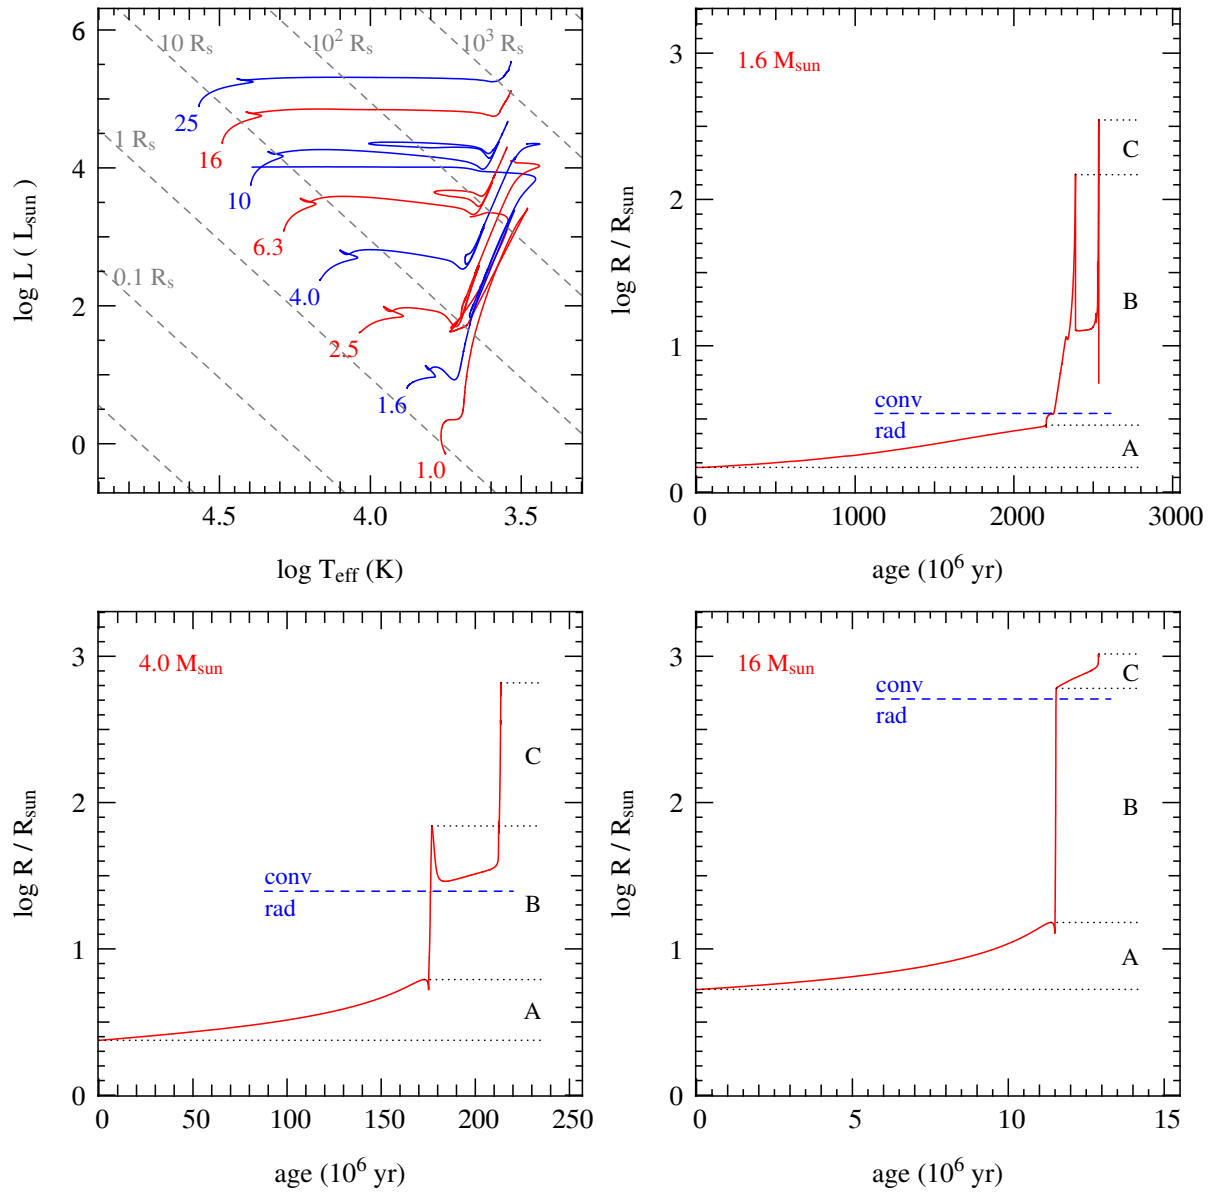 10 Rs
10² Rs
10³ Rs
1 Rs
0.1 Rs
25
16
10
6.3
4.0
2.5
1.6
1.0
6
4
2
0
4.5
4.0
3.5
log L ( Lsun )
log Teff (K)
1.6 Msun
3
2
1
0
C
B
A
conv
rad
0
1000
2000
3000
log R / Rsun
age (10⁶ yr)
4.0 Msun
3
2
1
0
C
B
A
conv
rad
0
50
100
150
200
250
log R / Rsun
age (10⁶ yr)
16 Msun
3
2
1
0
C
B
A
conv
rad
0
5
10
15
log R / Rsun
age (10⁶ yr)